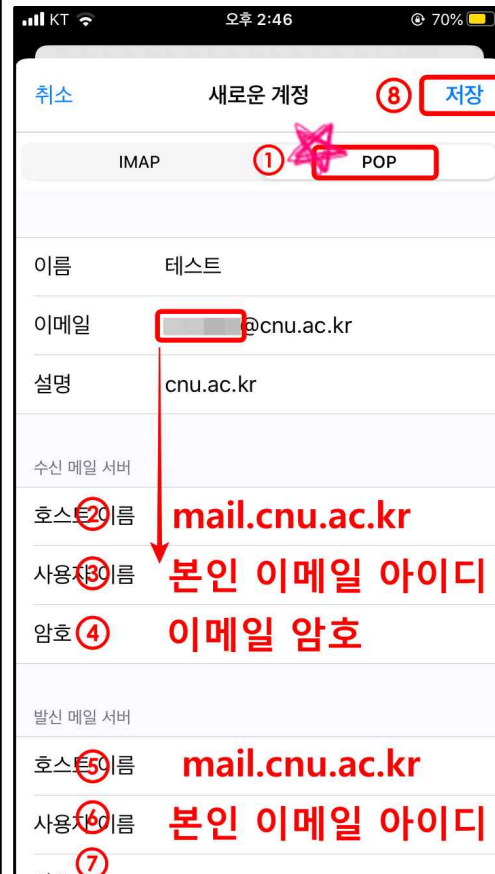 KT 오후 2:46 70%
취소 새로운 계정 ⑧ 저장
IMAP ① POP
이름 테스트
이메일 @cnu.ac.kr
설명 cnu.ac.kr
수신 메일 서버
호스트 ② 이름 mail.cnu.ac.kr
사용자 ③ 이름 본인 이메일 아이디
암호 ④ 이메일 암호
발신 메일 서버
호스트 ⑤ 이름 mail.cnu.ac.kr
사용자 ⑥ 이름 본인 이메일 아이디
⑦